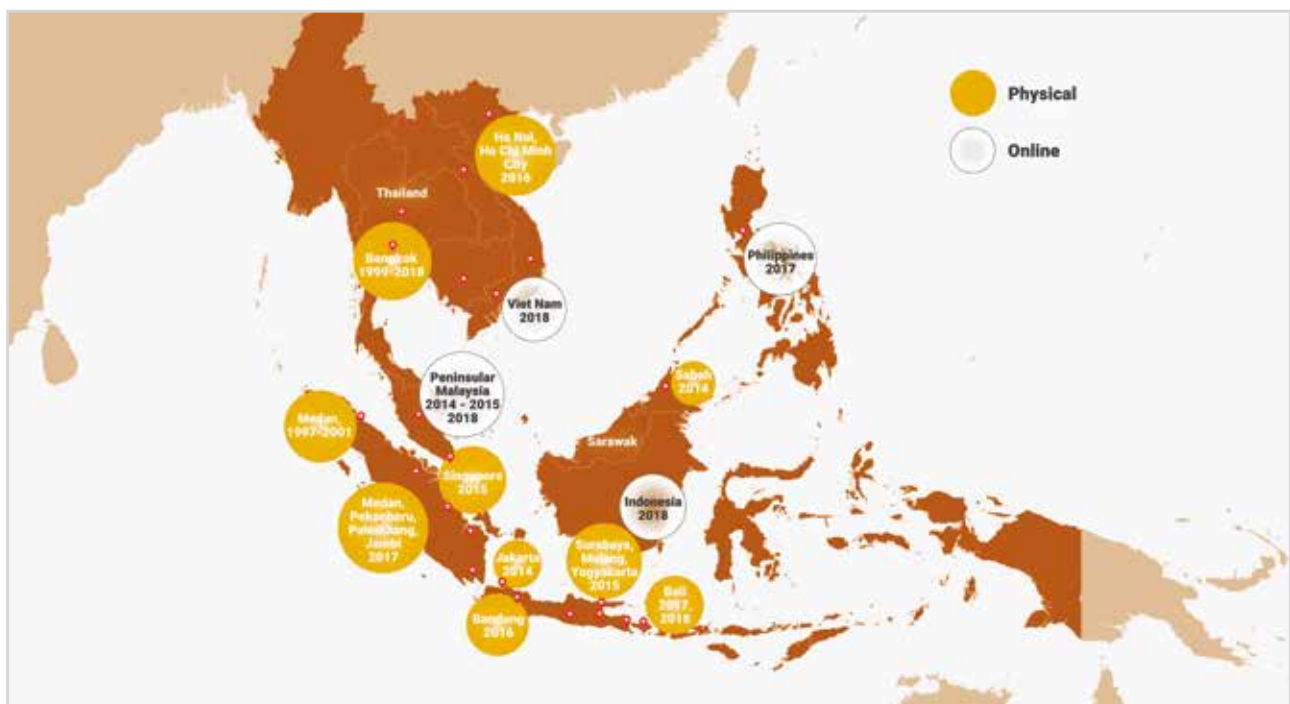 Physical
Online
Ha Noi,
Ho Chi Minh
City
2016
Thailand
Bangkok
1999-2018
Philippines
2017
Viet Nam
2018
Peninsular
Malaysia
2014 - 2015
2018
Sabah
2014
Medan,
1997-2001
Sarawak
Singapore
2015
Indonesia
2018
Medan,
Pekanbaru,
Palembang,
Jambi
2017
Jakarta
2014
Surabaya,
Malang,
Yogyakarta
2015
Bali
2017,
2018
Bandung
2016